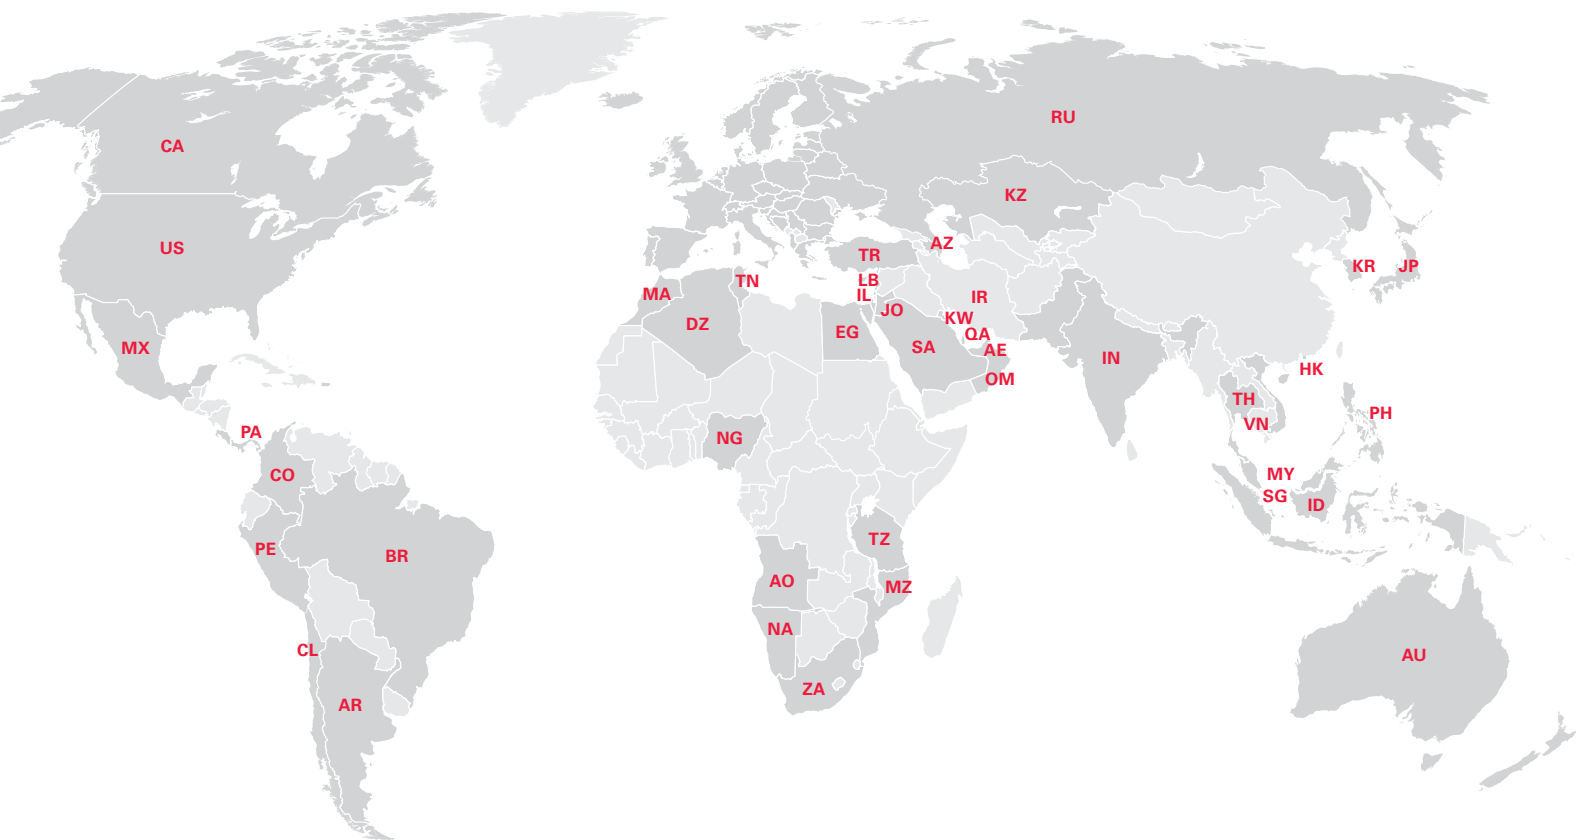 RU
CA
KZ
US
AZ
TR
KR
JP
TN
LB
MA
IL
IR
JO
KW
DZ
EG
QA
MX
SA
AE
IN
HK
OM
TH
PH
VN
PA
NG
CO
MY
SG
ID
TZ
PE
BR
AO
MZ
NA
CL
AU
ZA
AR